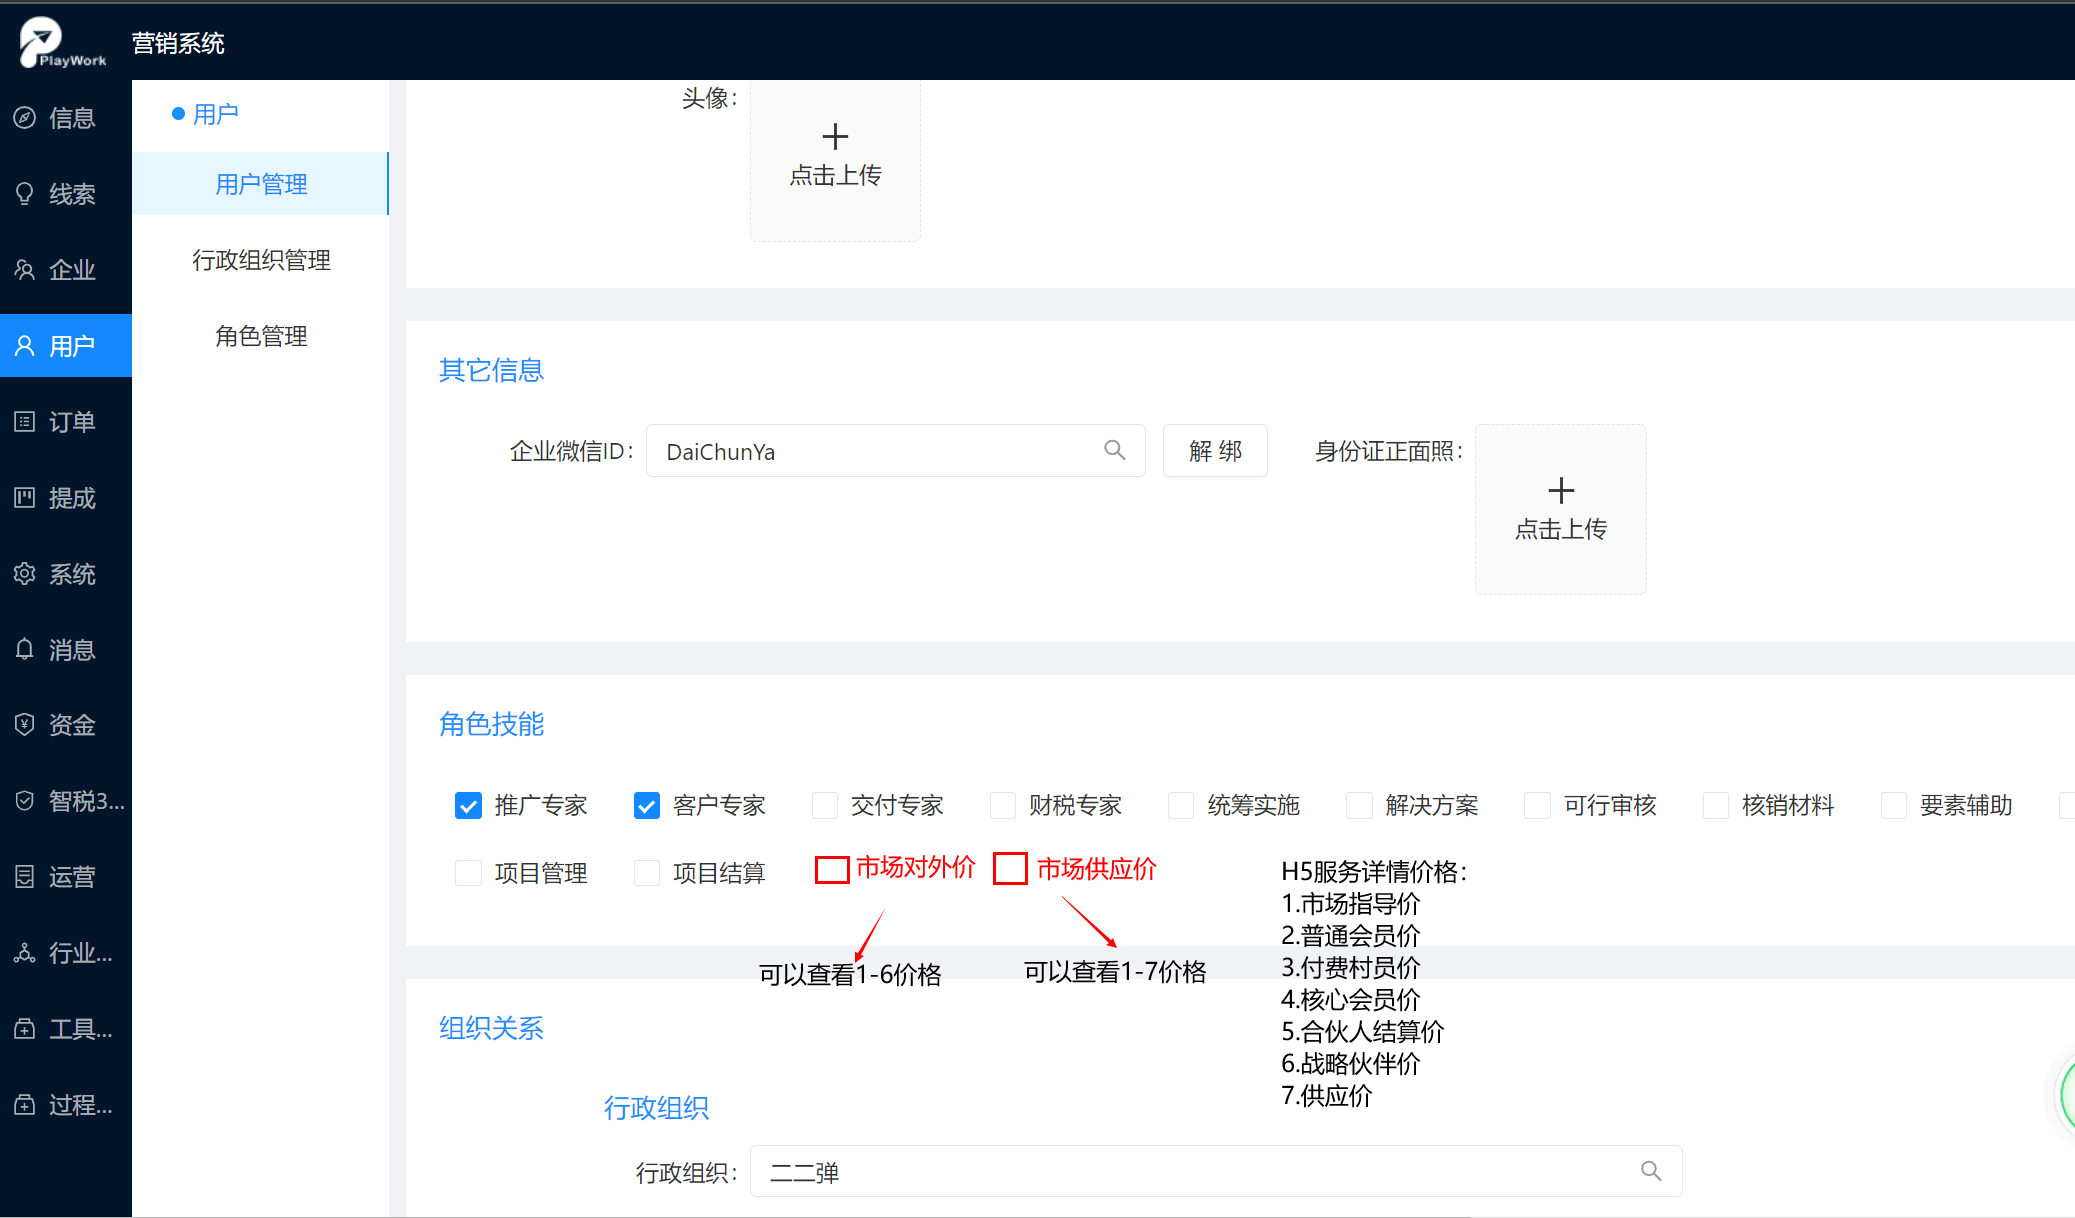 PlayWork
营销系统
信息
线索
企业
用户
订单
提成
系统
消息
资金
智税3...
运营
行业...
工具...
过程...
用户
用户管理
行政组织管理
角色管理
头像:
点击上传
其它信息
企业微信ID:
DaiChunYa
解 绑
身份证正面照:
点击上传
角色技能
推广专家
客户专家
交付专家
财税专家
统筹实施
解决方案
可行审核
核销材料
要素辅助
项目管理
项目结算
市场对外价
市场供应价
可以查看1-6价格
可以查看1-7价格
H5服务详情价格:
1.市场指导价
2.普通会员价
3.付费村员价
4.核心会员价
5.合伙人结算价
6.战略伙伴价
7.供应价
组织关系
行政组织
行政组织:
二二弹